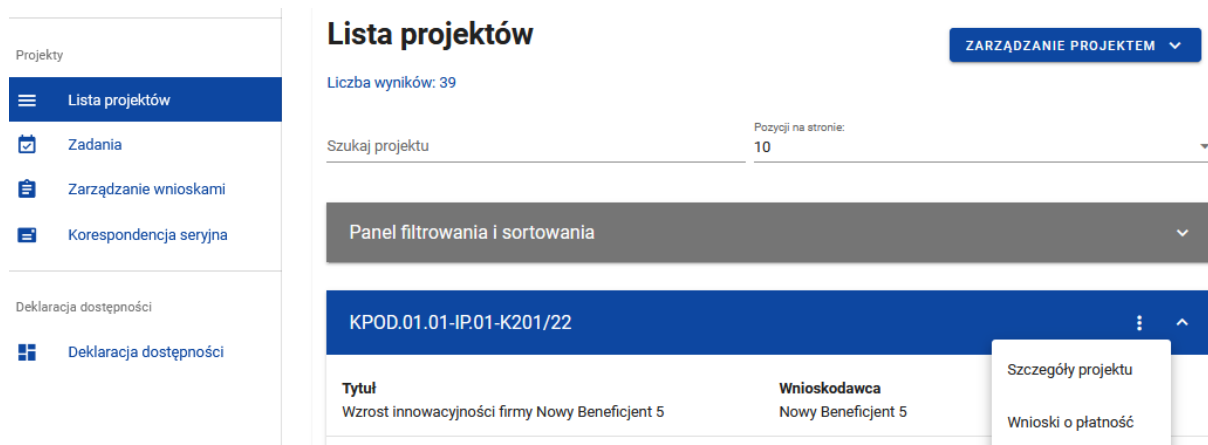 Projekty
Lista projektów
Zadania
Zarządzanie wnioskami
Korespondencja seryjna
Deklaracja dostępności
Deklaracja dostępności
Lista projektów
ZARZĄDZANIE PROJEKTEM
Liczba wyników: 39
Szukaj projektu
Pozycji na stronie:
10
Panel filtrowania i sortowania
KPOD.01.01-IP.01-K201/22
Szczegóły projektu
Wnioski o płatność
Tytuł
Wzrost innowacyjności firmy Nowy Beneficjent 5
Wnioskodawca
Nowy Beneficjent 5